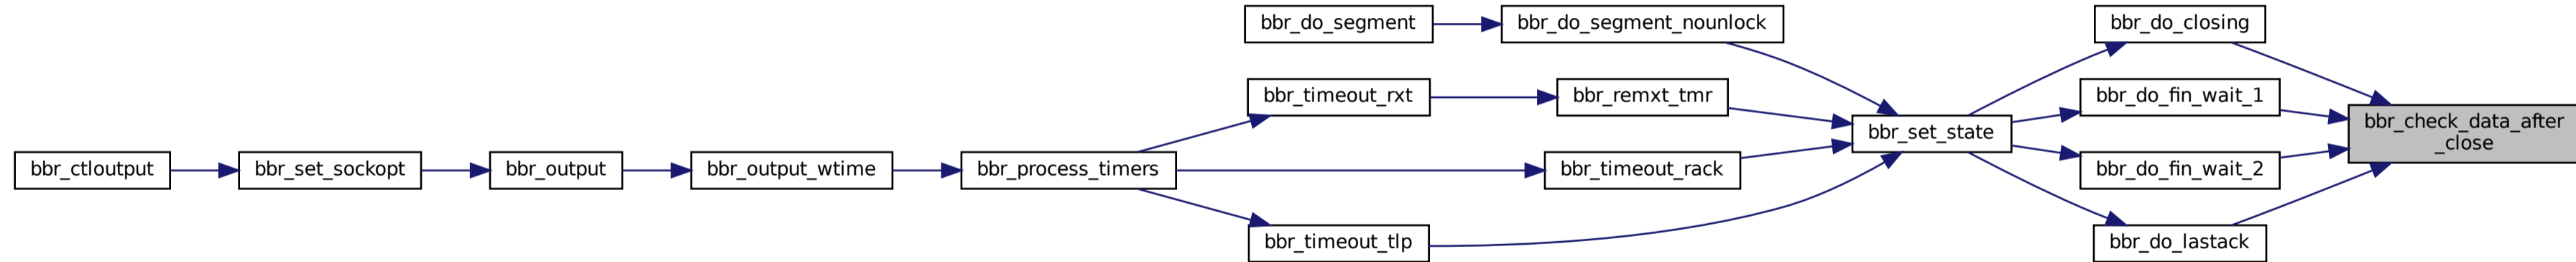 bbr_do_segment
bbr_do_segment_nounlock
bbr_do_closing
bbr_timeout_rxt
bbr_remxt_tmr
bbr_do_fin_wait_1
bbr_set_state
bbr_check_data_after
_close
bbr_ctloutput
bbr_set_sockopt
bbr_output
bbr_output_wtime
bbr_process_timers
bbr_timeout_rack
bbr_do_fin_wait_2
bbr_timeout_tlp
bbr_do_lastack